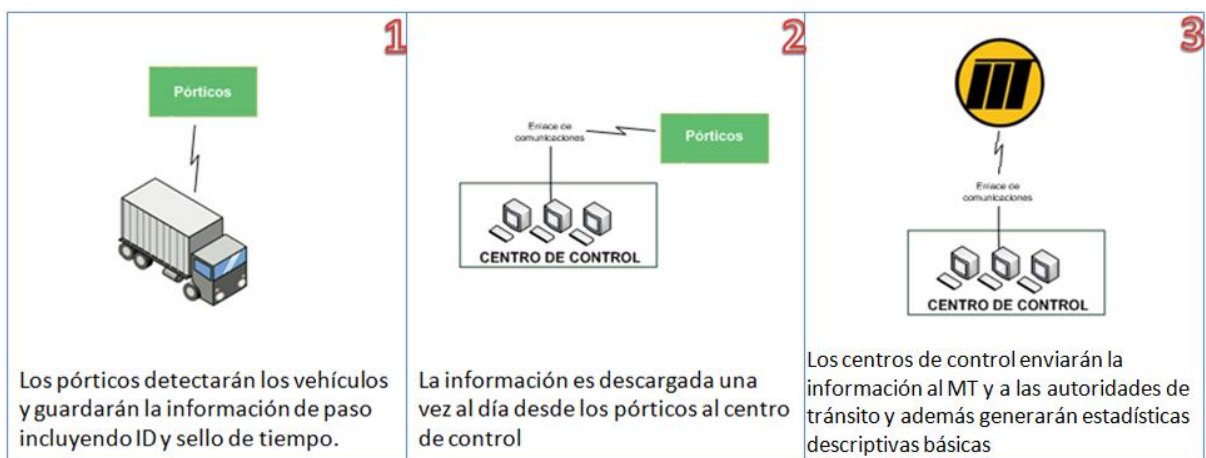 1
Pórticos
Los pórticos detectarán los vehículos
y guardarán la información de paso
incluyendo ID y sello de tiempo.
2
Enlace de
comunicaciones
Pórticos
CENTRO DE CONTROL
La información es descargada una
vez al día desde los pórticos al centro
de control
3
Enlace de
comunicaciones
CENTRO DE CONTROL
Los centros de control enviarán la
información al MT y a las autoridades de
tránsito y además generarán estadísticas
descriptivas básicas